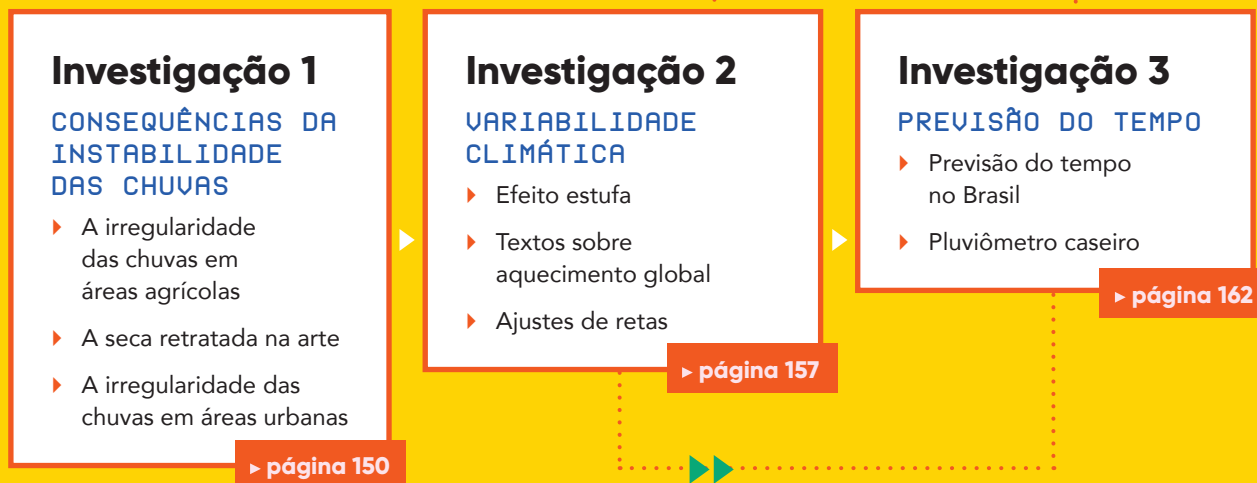 Investigação 1
CONSEQUÊNCIAS DA
INSTABILIDADE
DAS CHUVAS
A irregularidade
das chuvas em
áreas agrícolas
A seca retratada na arte
A irregularidade das
chuvas em áreas urbanas
página 150
Investigação 2
VARIABILIDADE
CLIMÁTICA
Efeito estufa
Textos sobre
aquecimento global
Ajustes de retas
página 157
Investigação 3
PREVISÃO DO TEMPO
Previsão do tempo
no Brasil
Pluviômetro caseiro
página 162